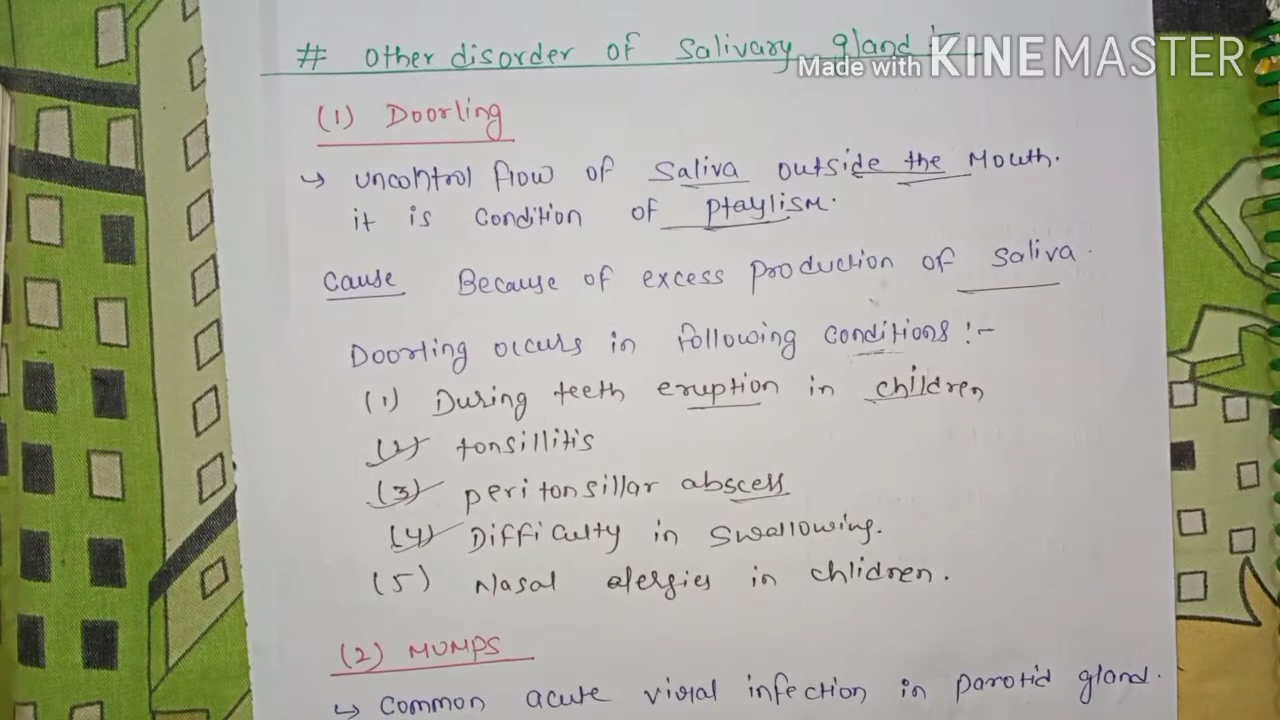 # Other disorder of Salivary gland :-
Made with KINEMASTER
(1) Doorling
↳ uncontrol flow of Saliva outside the Mouth.
it is condition of Ptaylism.
Cause Because of excess production of Saliva.
Doorling occurs in following conditions :-
(1) During teeth eruption in children
(2) tonsillitis
(3) peritonsillar abscess
(4) Difficulty in swallowing.
(5) Nasal alergies in chlidren.
(2) MUMPS
↳ Common acute viral infection in parotid gland.